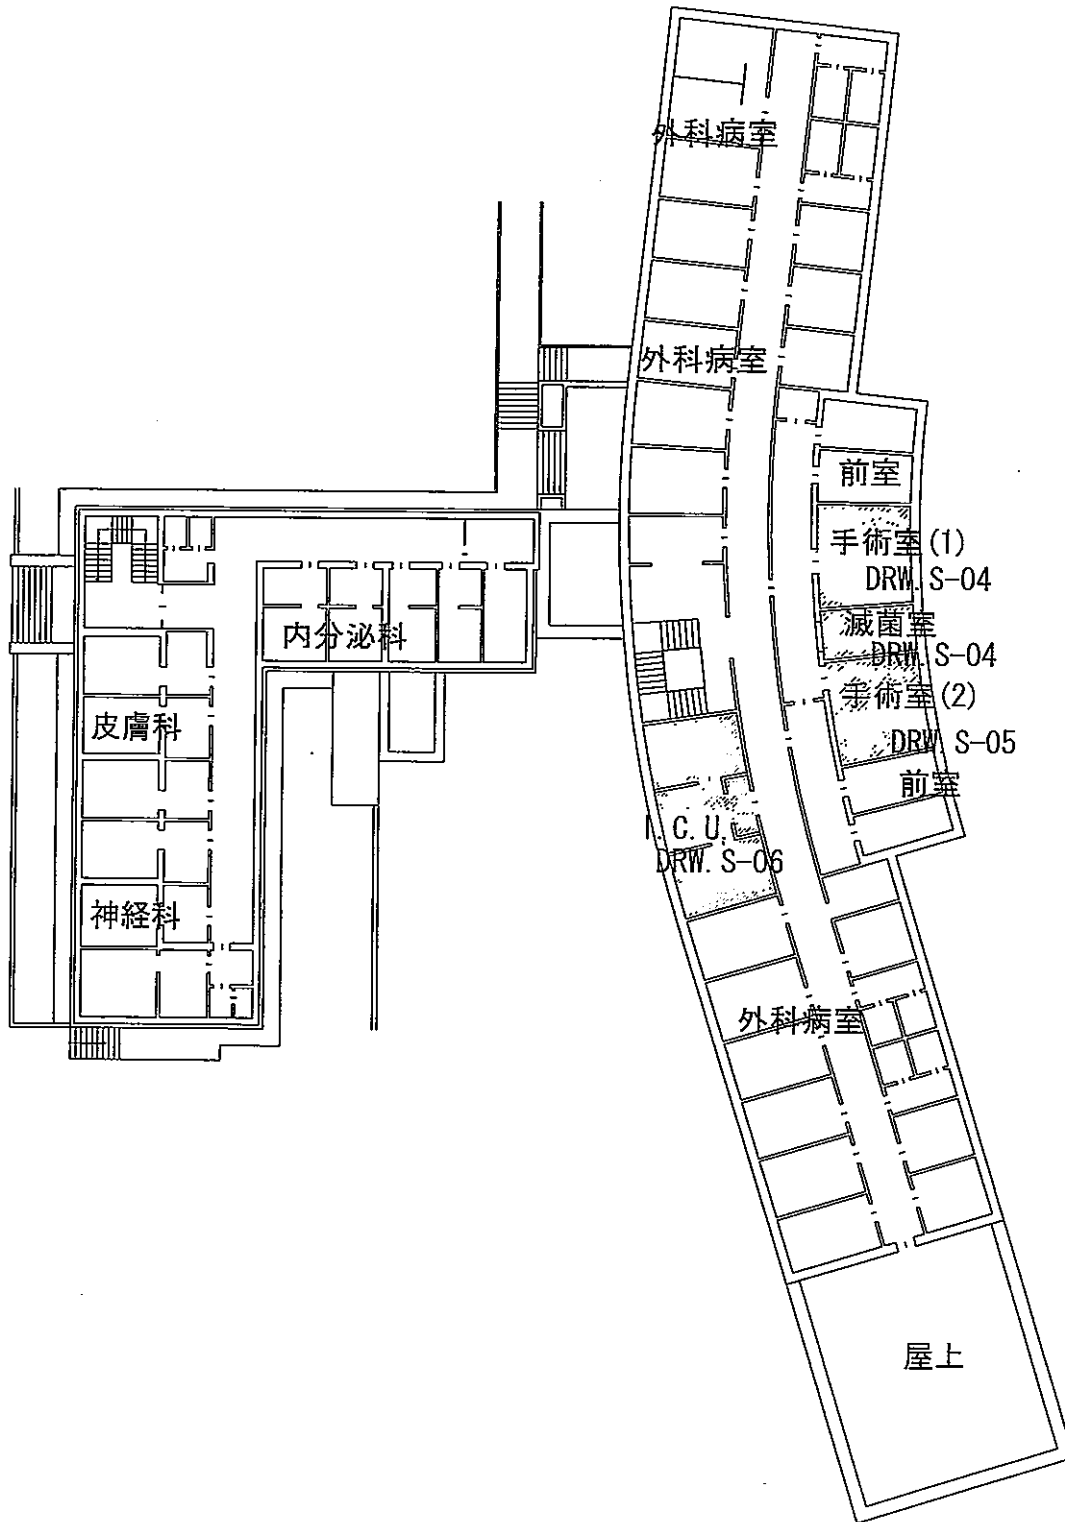 外科病室
外科病室
前室
手術室(1)
DRW. S-04
滅菌室
DRW. S-04
手術室(2)
DRW. S-05
前室
I. C. U.
DRW. S-06
外科病室
屋上
内分泌科
皮膚科
神経科